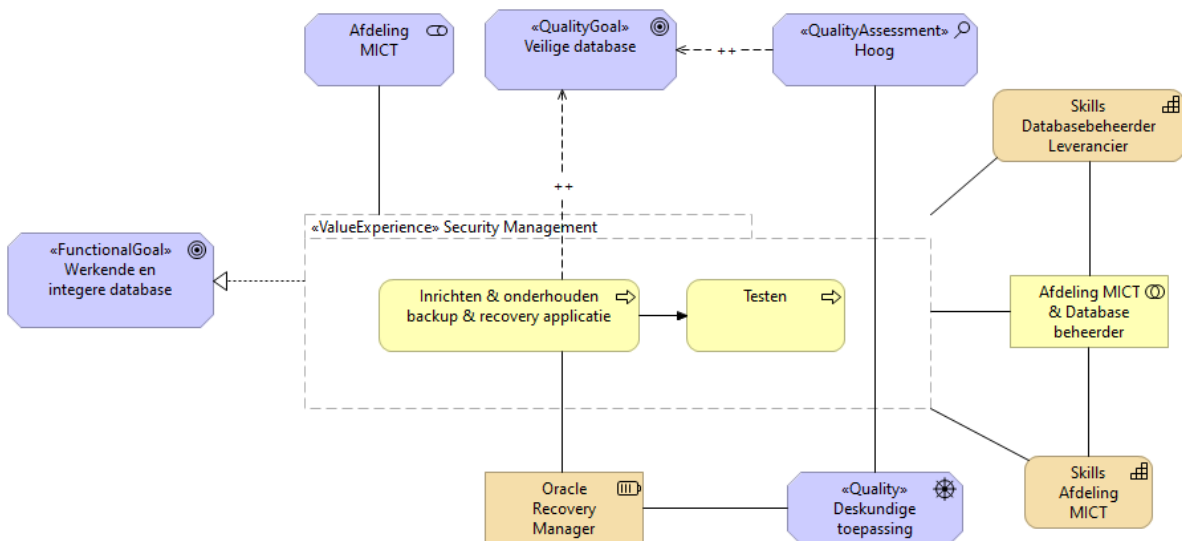 Afdeling
MICT
«QualityGoal»
Veilige database
«QualityAssessment»
Hoog
++
Skills
Databasebeheerder
Leverancier
++
«ValueExperience» Security Management
«FunctionalGoal»
Werkende en
integere database
Inrichten & onderhouden
backup & recovery applicatie
Testen
Afdeling MICT
& Database
beheerder
Oracle
Recovery
Manager
«Quality»
Deskundige
toepassing
Skills
Afdeling
MICT